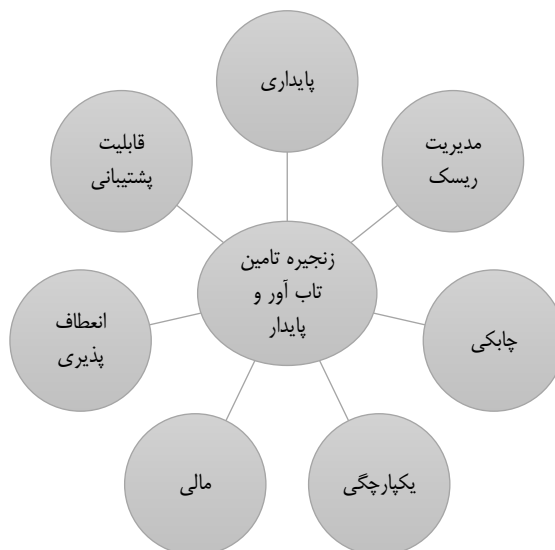 پایداری
مدیریت
ریسک
چابکی
یکپارچگی
مالی
انعطاف
پذیری
قابلیت
پشتیبانی
زنجیره تامین
تاب آور و
پایدار